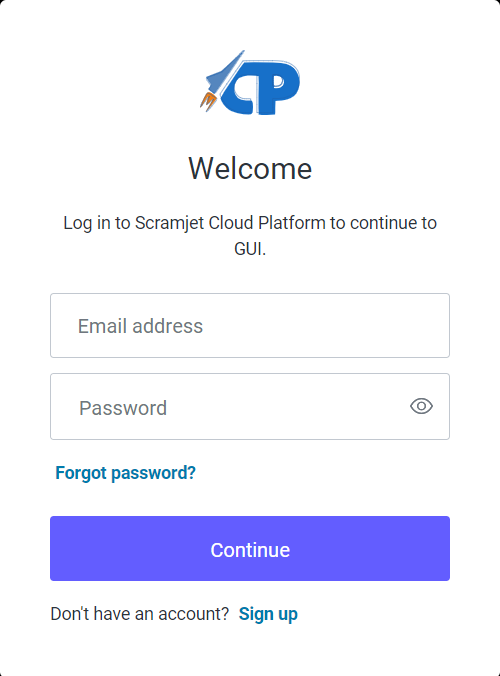 CP
Welcome
Log in to Scramjet Cloud Platform to continue to
GUI.
Email address
Password
Forgot password?
Continue
Don't have an account? Sign up